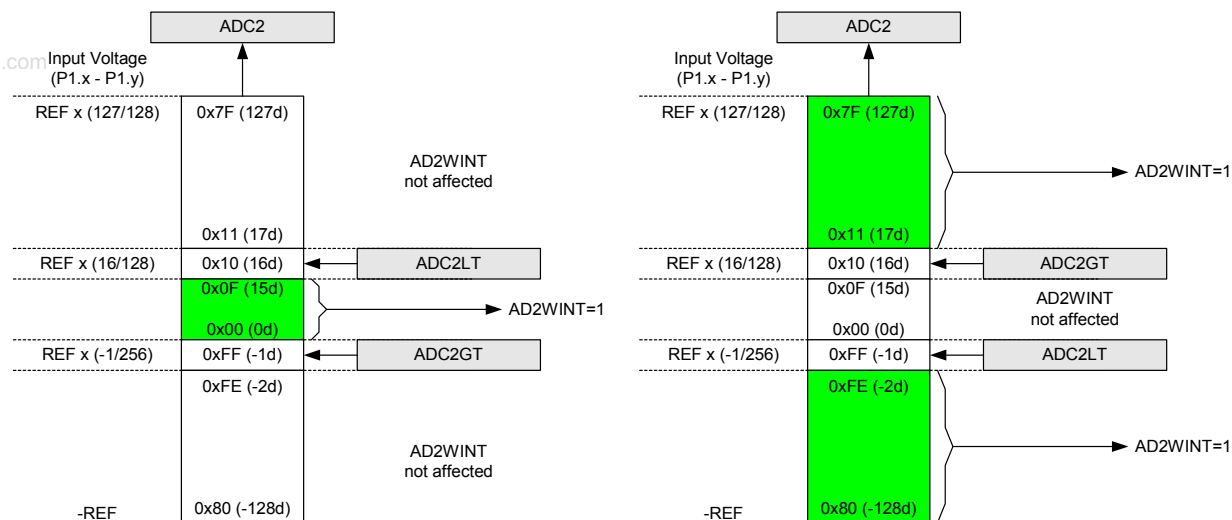 ADC2
.com
Input Voltage
(P1.x - P1.y)
REF x (127/128)
0x7F (127d)
AD2WINT
not affected
0x11 (17d)
REF x (16/128)
0x10 (16d)
ADC2LT
0x0F (15d)
AD2WINT=1
0x00 (0d)
REF x (-1/256)
0xFF (-1d)
ADC2GT
0xFE (-2d)
AD2WINT
not affected
-REF
0x80 (-128d)
ADC2
Input Voltage
(P1.x - P1.y)
REF x (127/128)
0x7F (127d)
AD2WINT=1
0x11 (17d)
REF x (16/128)
0x10 (16d)
ADC2GT
0x0F (15d)
AD2WINT
not affected
0x00 (0d)
REF x (-1/256)
0xFF (-1d)
ADC2LT
0xFE (-2d)
AD2WINT=1
-REF
0x80 (-128d)